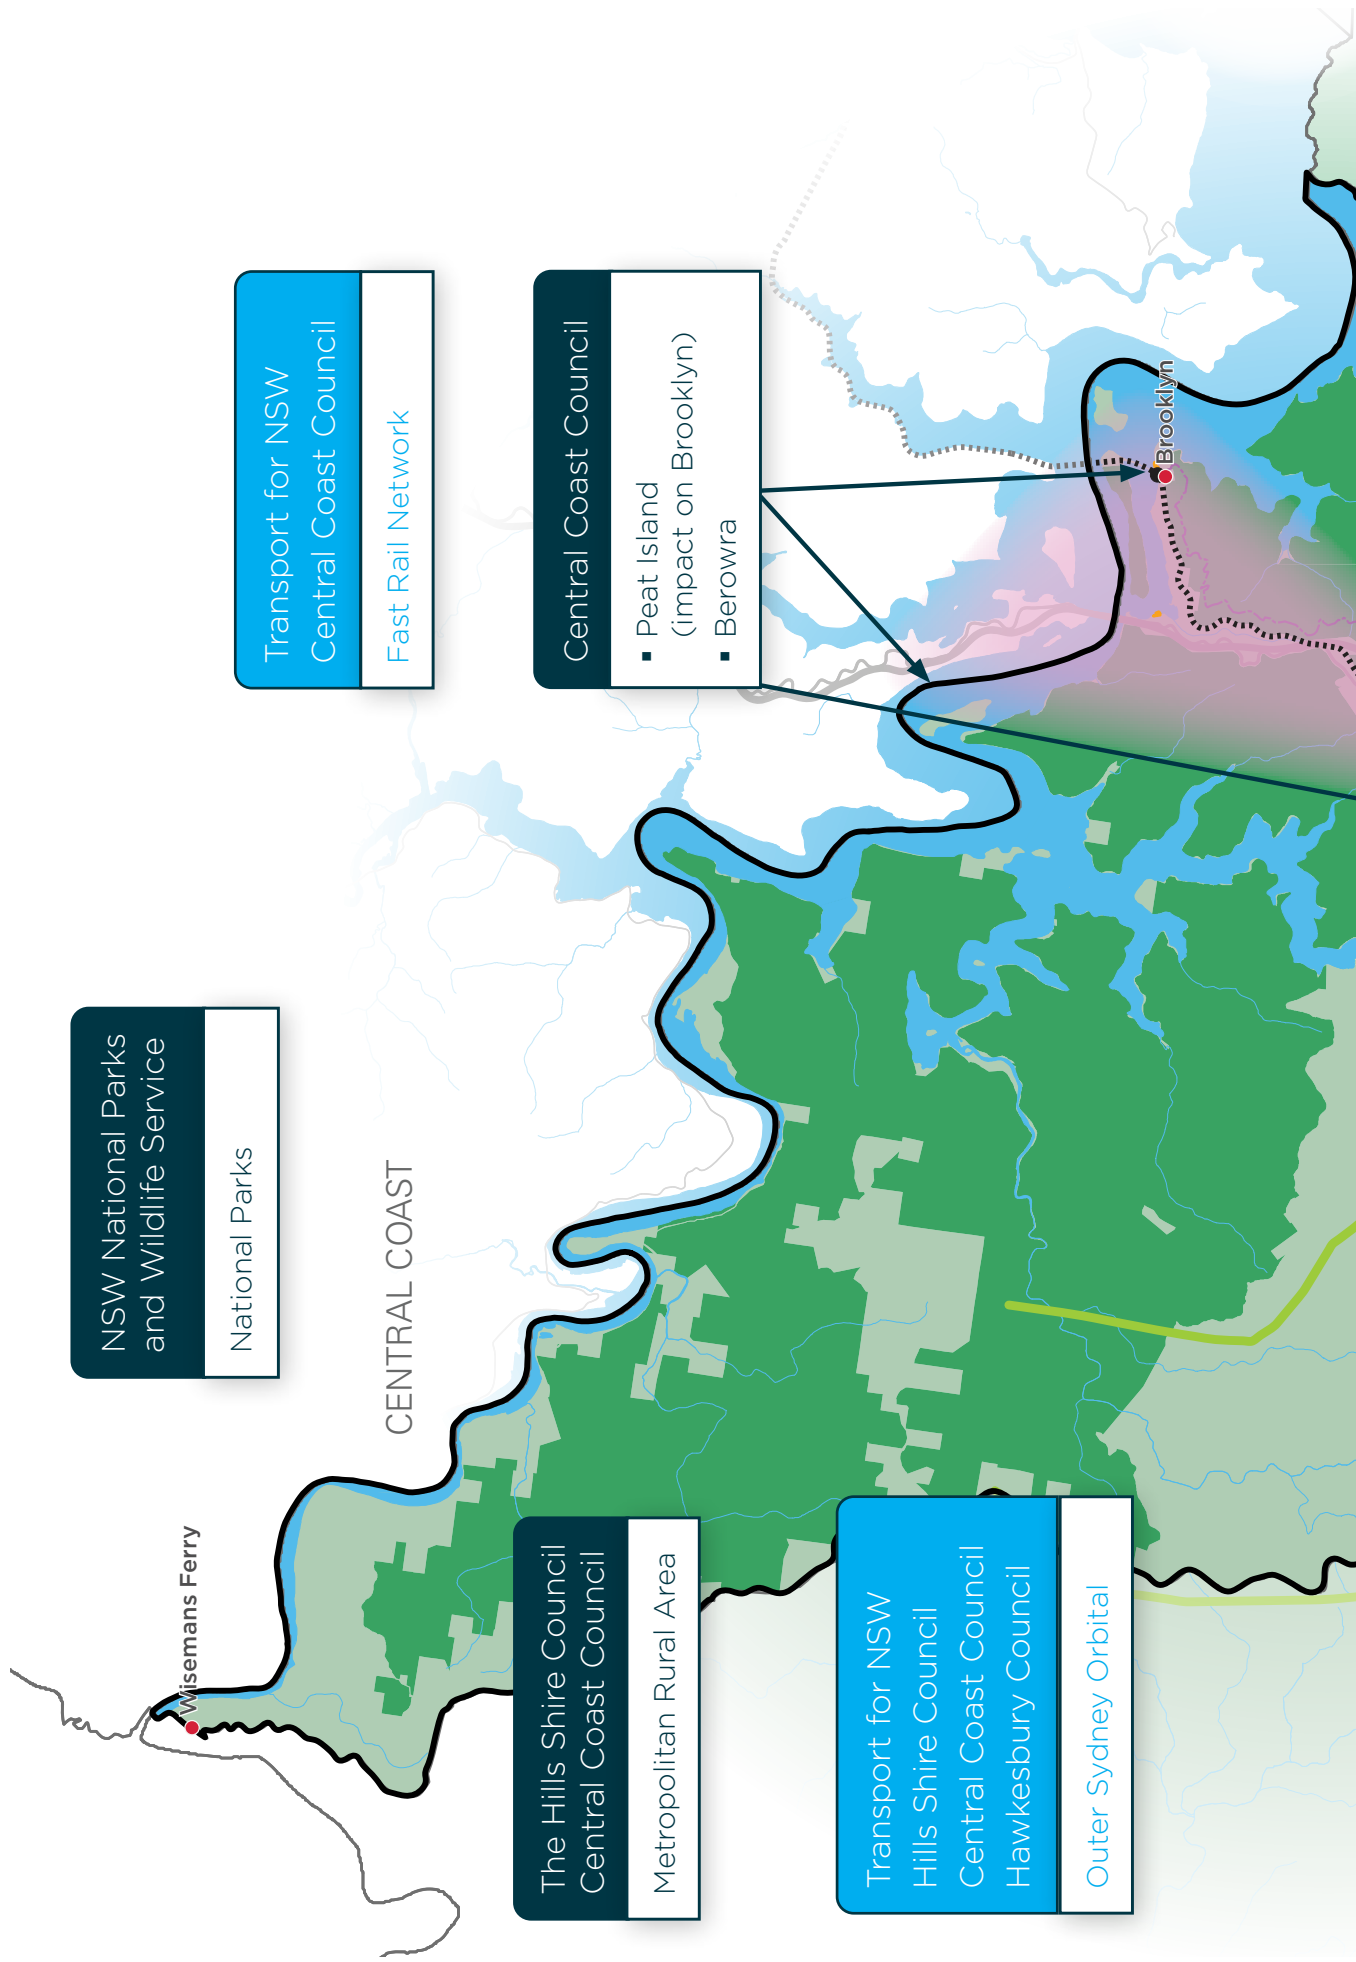 Wisemans Ferry
NSW National Parks
and Wildlife Service
National Parks
Transport for NSW
Central Coast Council
Fast Rail Network
CENTRAL COAST
The Hills Shire Council
Central Coast Council
Metropolitan Rural Area
Central Coast Council
▪ Peat Island
(impact on Brooklyn)
▪ Berowra
Transport for NSW
Hills Shire Council
Central Coast Council
Hawkesbury Council
Outer Sydney Orbital
Brooklyn